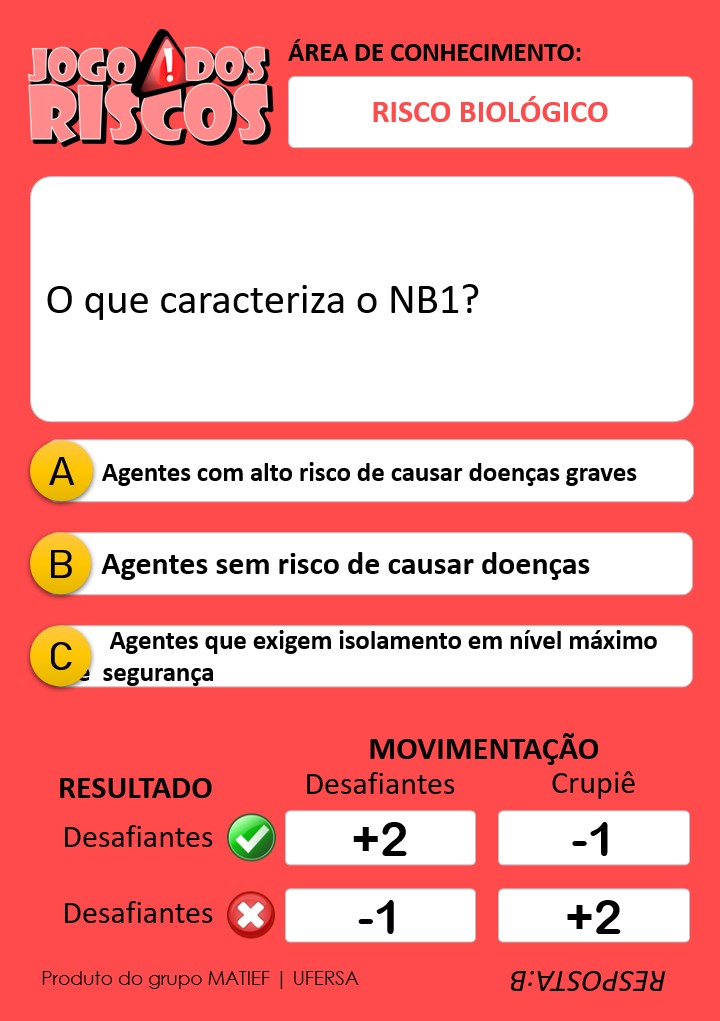 JOGO DOS
RISCOS
ÁREA DE CONHECIMENTO:
RISCO BIOLÓGICO
O que caracteriza o NB1?
A Agentes com alto risco de causar doenças graves
B Agentes sem risco de causar doenças
C Agentes que exigem isolamento em nível máximo
segurança
MOVIMENTAÇÃO
RESULTADO Desafiantes Crupiê
Desafiantes +2 -1
Desafiantes -1 +2
Produto do grupo MATIEF | UFERSA
RESPOSTA:B